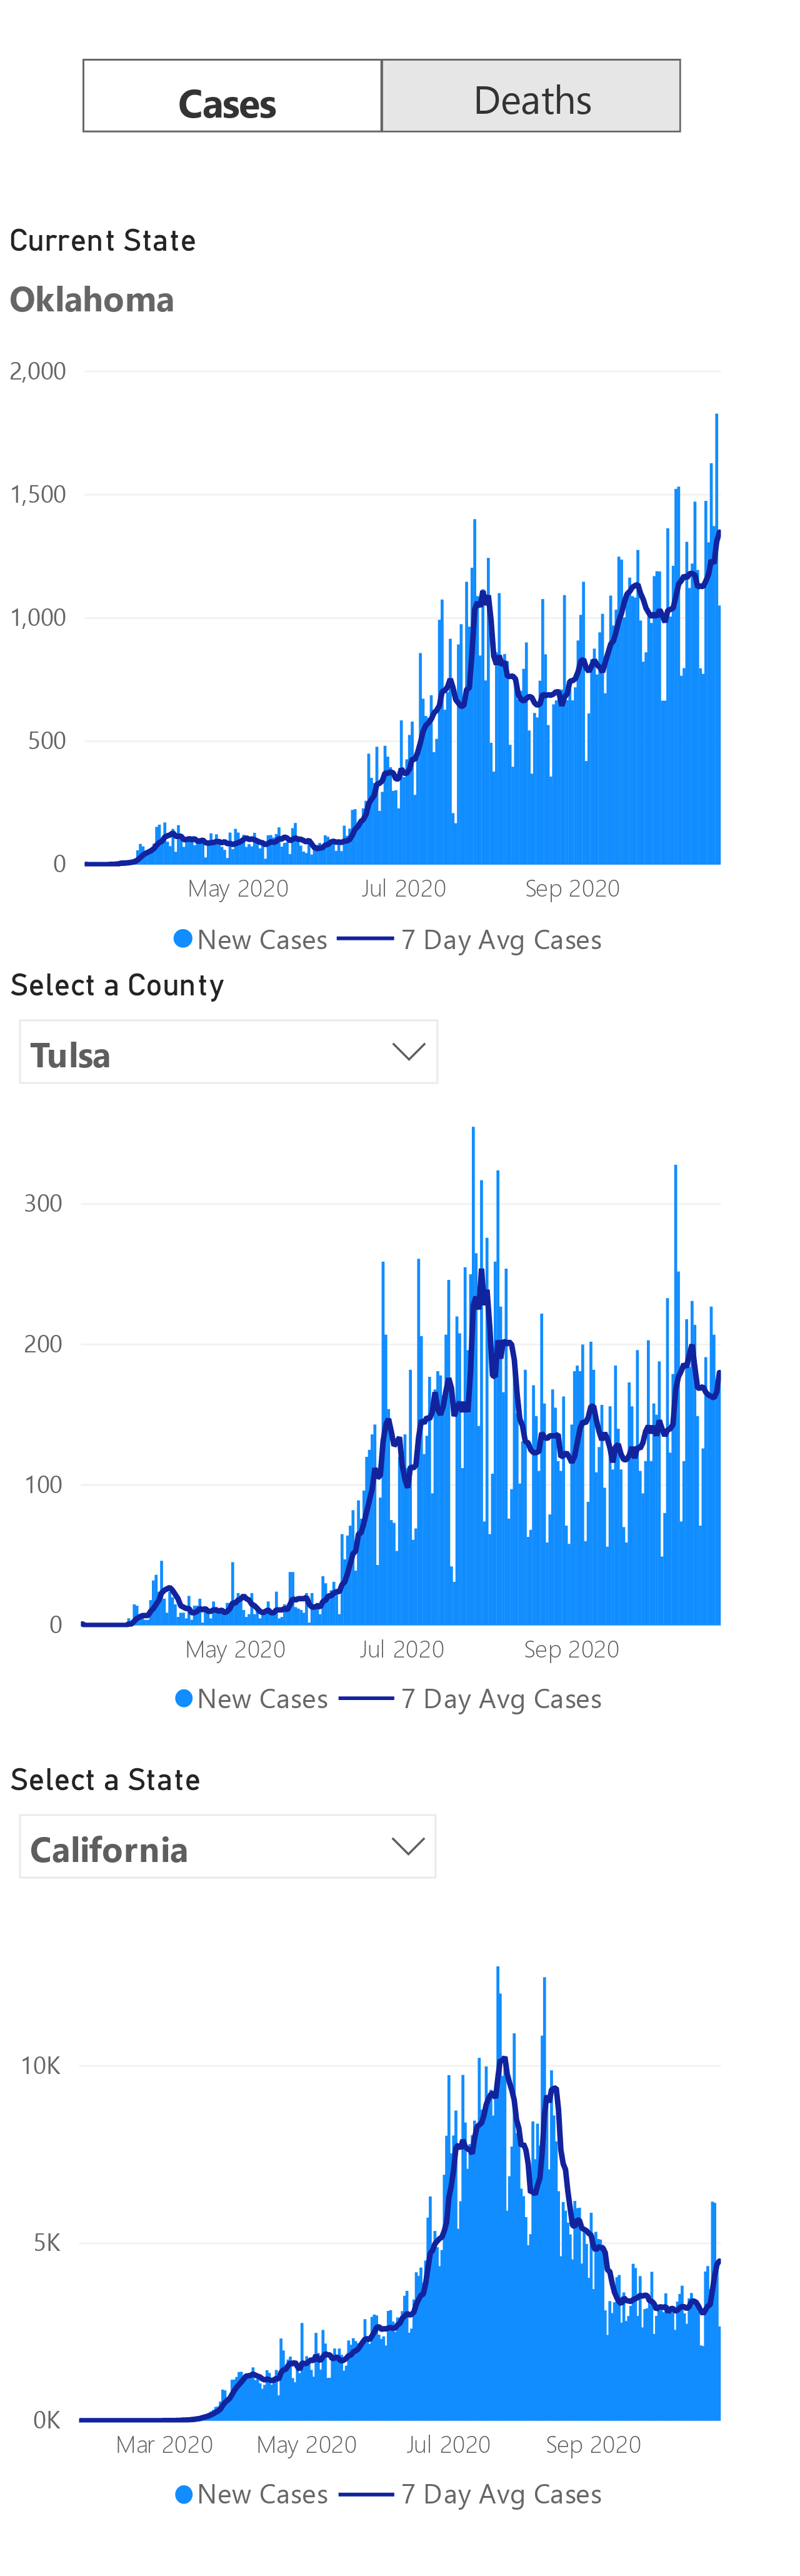 Cases Deaths
Current State
Oklahoma
2,000
1,500
1,000
500
0
May 2020 Jul 2020 Sep 2020
New Cases 7 Day Avg Cases
Select a County
Tulsa
300
200
100
0
May 2020 Jul 2020 Sep 2020
New Cases 7 Day Avg Cases
Select a State
California
10K
5K
0K
Mar 2020 May 2020 Jul 2020 Sep 2020
New Cases 7 Day Avg Cases